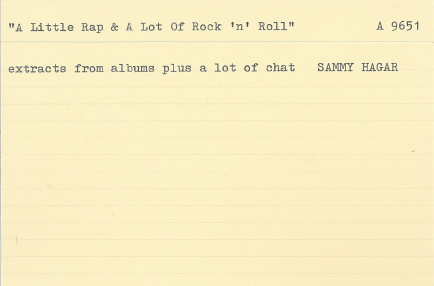 "A Little Rap & A Lot Of Rock 'n' Roll" A 9651
extracts from albums plus a lot of chat SAMMY HAGAR